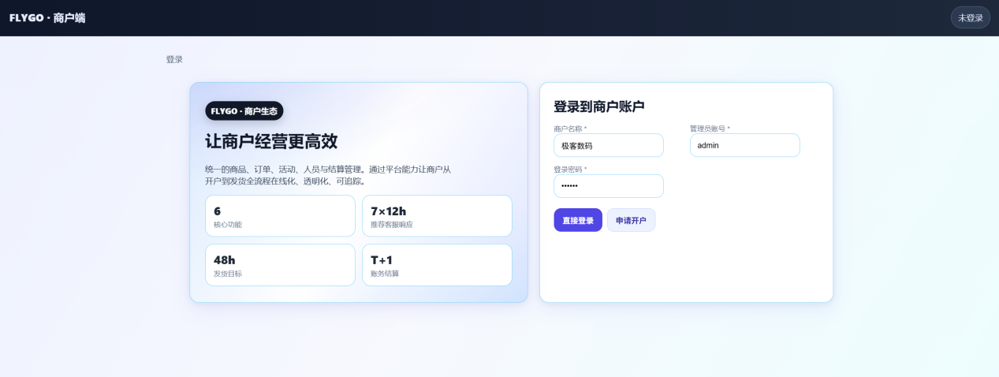 FLYGO · 商户端
未登录
登录
FLYGO · 商户生态
让商户经营更高效
统一的商品、订单、活动、人员与结算管理。通过平台能力让商户从
开户到发货全流程在线化、透明化、可追踪。
6
核心功能
7×12h
推荐客服响应
48h
发货目标
T+1
账务结算
登录到商户账户
商户名称 *
管理员账号 *
极客数码
admin
登录密码 *
••••••
直接登录
申请开户